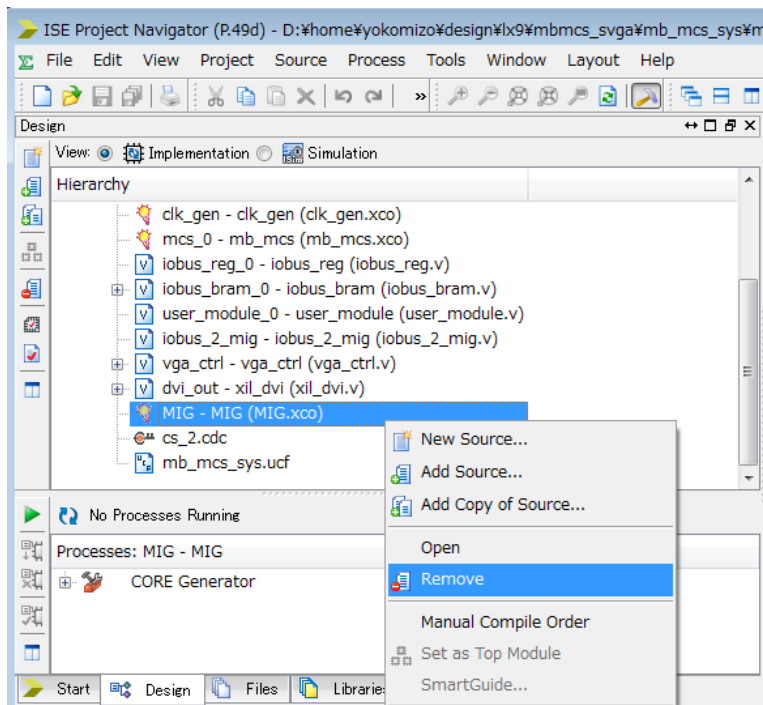 ISE Project Navigator (P.49d) - D:¥home¥yokomizo¥design¥lx9¥mbmcs_svga¥mb_mcs_sys¥m
File Edit View Project Source Process Tools Window Layout Help
»
Design
View: Implementation Simulation
Hierarchy
clk_gen - clk_gen (clk_gen.xco)
mcs_0 - mb_mcs (mb_mcs.xco)
iobus_reg_0 - iobus_reg (iobus_reg.v)
iobus_bram_0 - iobus_bram (iobus_bram.v)
user_module_0 - user_module (user_module.v)
iobus_2_mig - iobus_2_mig (iobus_2_mig.v)
vga_ctrl - vga_ctrl (vga_ctrl.v)
dvi_out - xil_dvi (xil_dvi.v)
MIG - MIG (MIG.xco)
cs_2.cdc
mb_mcs_sys.ucf
New Source...
Add Source...
Add Copy of Source...
Open
Remove
Manual Compile Order
Set as Top Module
SmartGuide...
No Processes Running
Processes: MIG - MIG
CORE Generator
Start Design Files Libraries